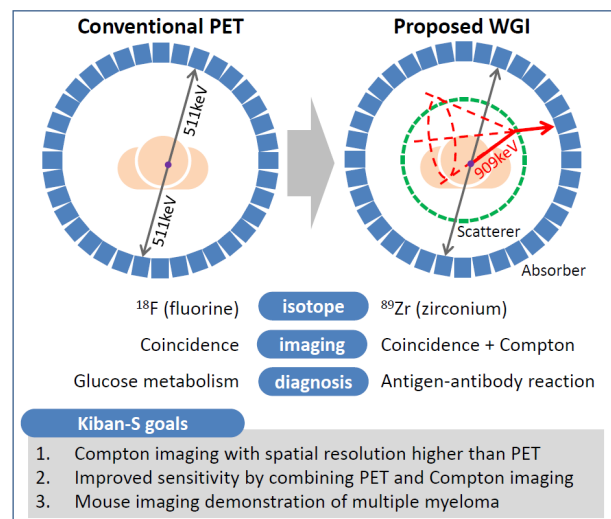 Conventional PET
Proposed WGI
511keV
511keV
909keV
Scatterer
Absorber
¹⁸F (fluorine) isotope ⁸⁹Zr (zirconium)
Coincidence imaging Coincidence + Compton
Glucose metabolism diagnosis Antigen-antibody reaction
Kiban-S goals
1. Compton imaging with spatial resolution higher than PET
2. Improved sensitivity by combining PET and Compton imaging
3. Mouse imaging demonstration of multiple myeloma